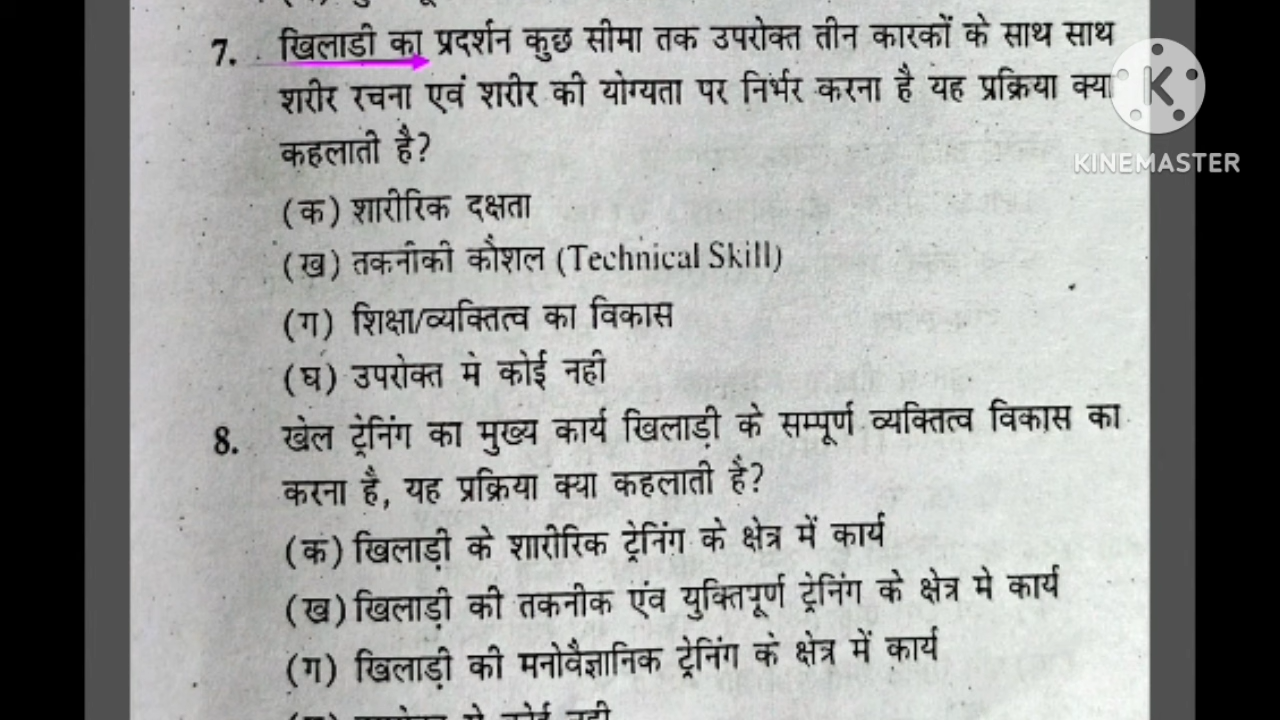 7. खिलाडी का प्रदर्शन कुछ सीमा तक उपरोक्त तीन कारकों के साथ साथ
शरीर रचना एवं शरीर की योग्यता पर निर्भर करना है यह प्रक्रिया क्या
कहलाती है?
(क) शारीरिक दक्षता
(ख) तकनीकी कौशल (Technical Skill)
(ग) शिक्षा/व्यक्तित्व का विकास
(घ) उपरोक्त मे कोई नही
8. खेल ट्रेनिंग का मुख्य कार्य खिलाड़ी के सम्पूर्ण व्यक्तित्व विकास का
करना है, यह प्रक्रिया क्या कहलाती है?
(क) खिलाड़ी के शारीरिक ट्रेनिंग के क्षेत्र में कार्य
(ख) खिलाड़ी की तकनीक एंव युक्तिपूर्ण ट्रेनिंग के क्षेत्र मे कार्य
(ग) खिलाड़ी की मनोवैज्ञानिक ट्रेनिंग के क्षेत्र में कार्य
K
KINEMASTER